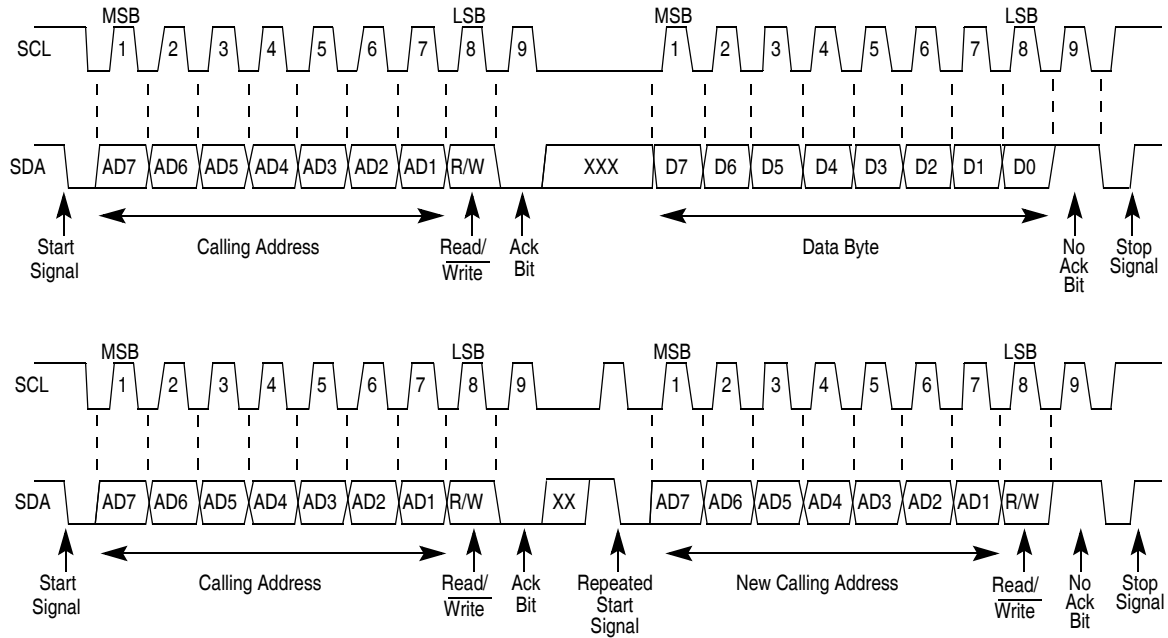 MSB LSB MSB LSB
SCL 1 2 3 4 5 6 7 8 9 1 2 3 4 5 6 7 8 9
SDA AD7 AD6 AD5 AD4 AD3 AD2 AD1 R/W XXX D7 D6 D5 D4 D3 D2 D1 D0
Start Signal
Calling Address
Read/ Write
Ack Bit
Data Byte
No Ack Bit
Stop Signal
MSB LSB MSB LSB
SCL 1 2 3 4 5 6 7 8 9 1 2 3 4 5 6 7 8 9
SDA AD7 AD6 AD5 AD4 AD3 AD2 AD1 R/W XX AD7 AD6 AD5 AD4 AD3 AD2 AD1 R/W
Start Signal
Calling Address
Read/ Write
Ack Bit
Repeated Start Signal
New Calling Address
Read/ Write
No Ack Bit
Stop Signal